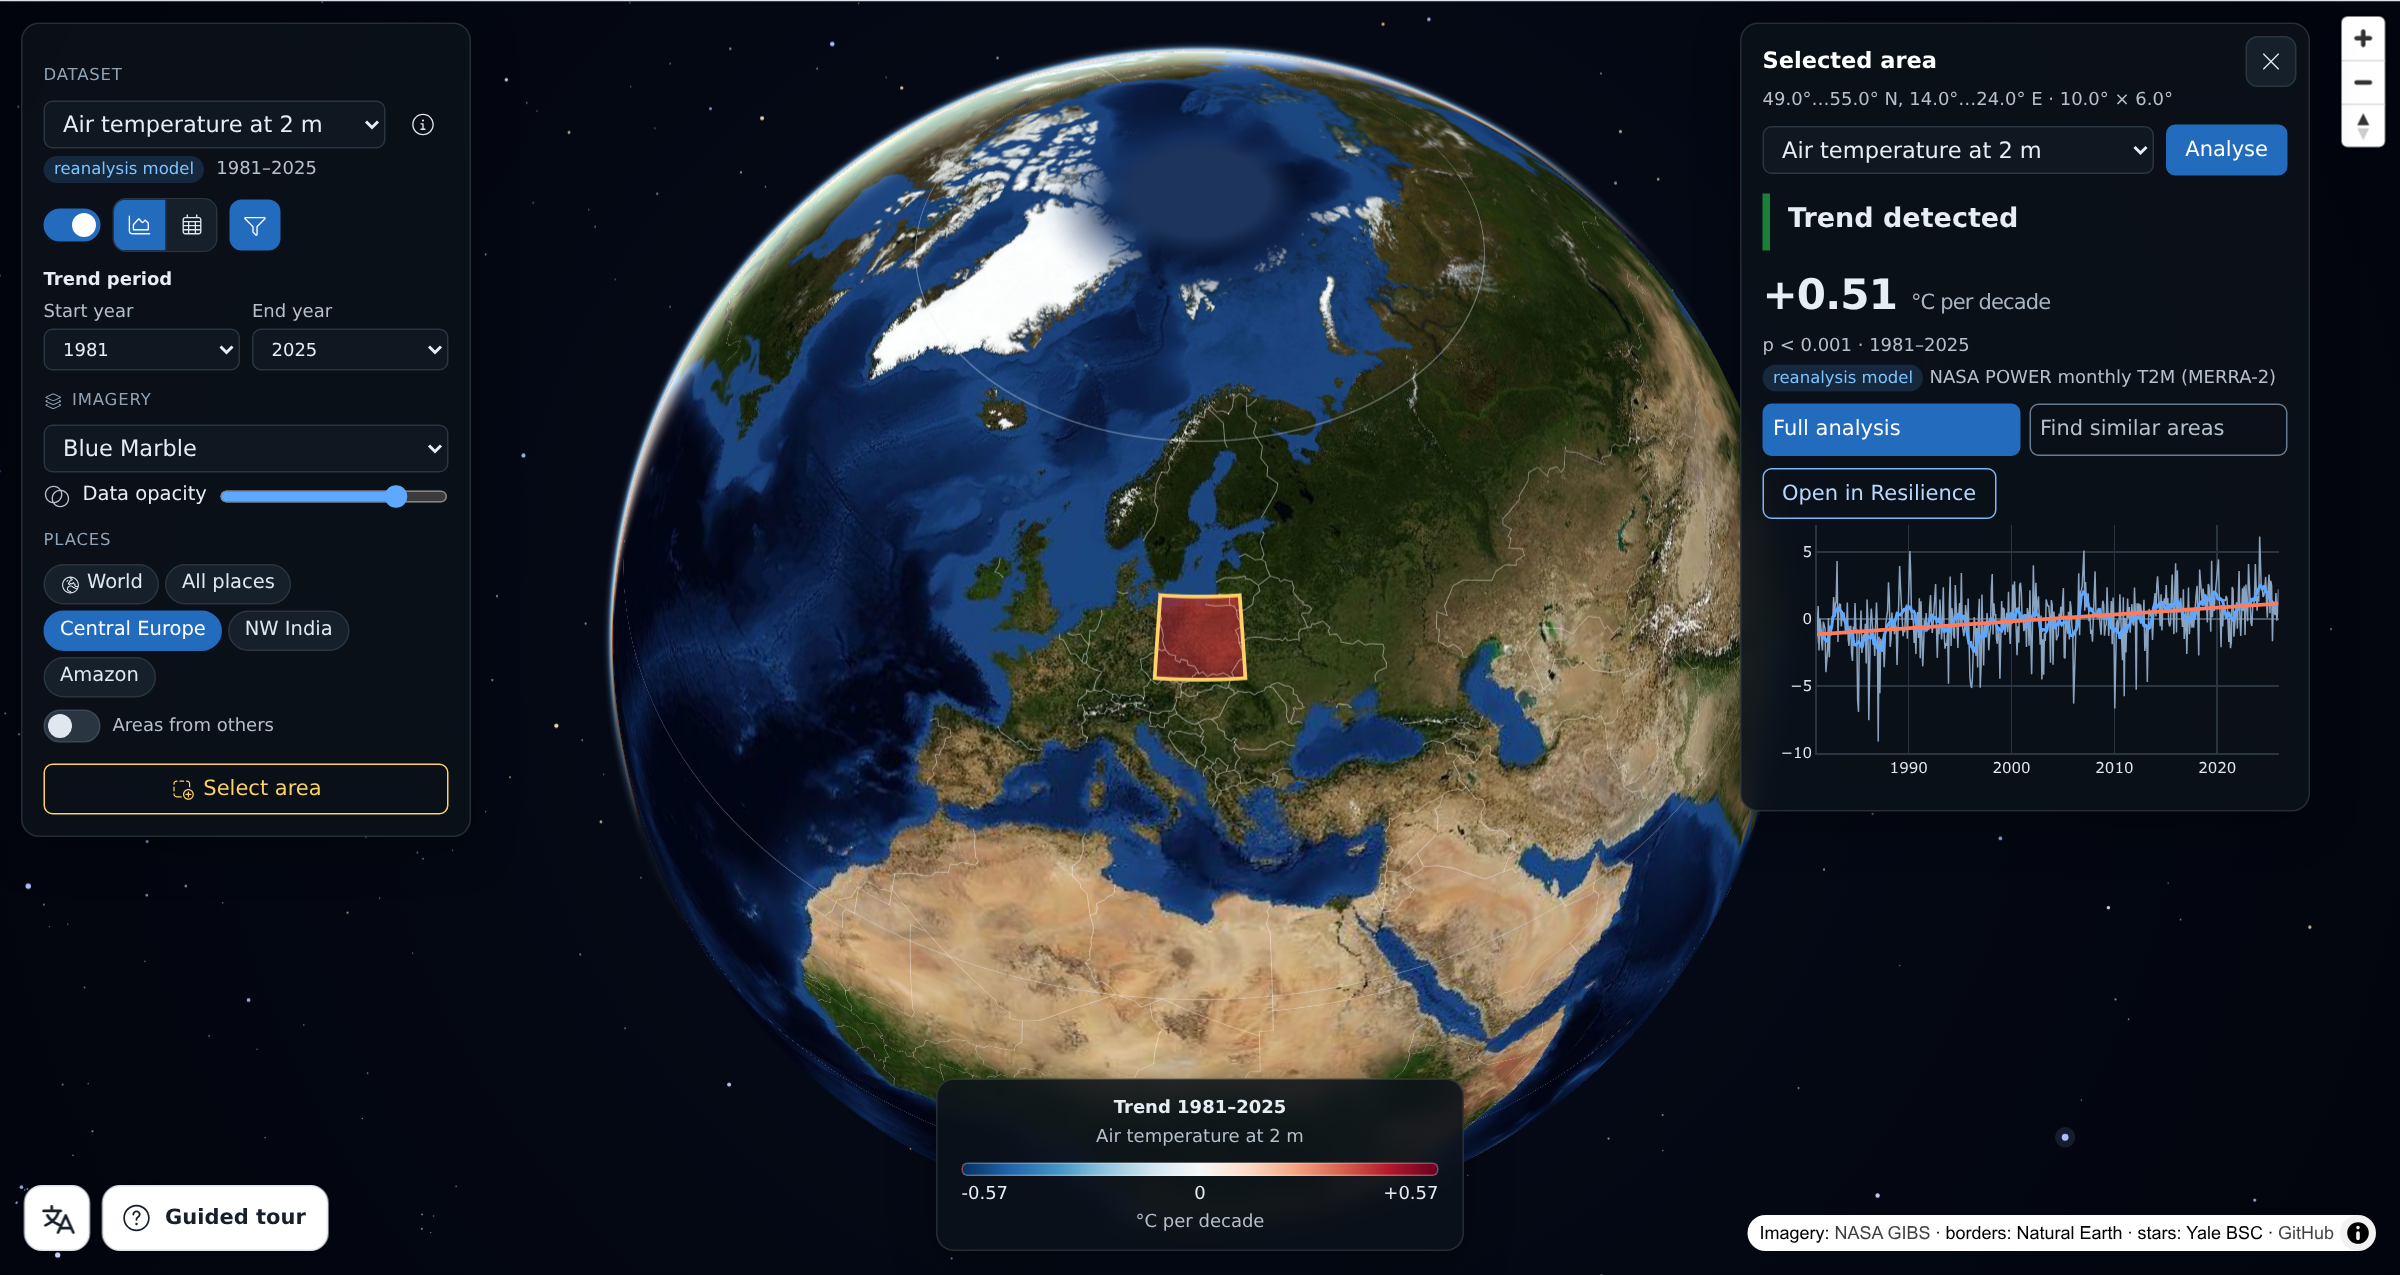 DATASET
Air temperature at 2 m
reanalysis model 1981–2025
Trend period
Start year End year
1981 2025
IMAGERY
Blue Marble
Data opacity
PLACES
World All places
Central Europe NW India
Amazon
Areas from others
Select area
Guided tour
Trend 1981–2025
Air temperature at 2 m
-0.57 0 +0.57
°C per decade
Selected area
49.0°…55.0° N, 14.0°…24.0° E · 10.0° × 6.0°
Air temperature at 2 m Analyse
Trend detected
+0.51 °C per decade
p < 0.001 · 1981–2025
reanalysis model NASA POWER monthly T2M (MERRA-2)
Full analysis Find similar areas
Open in Resilience
5
0
−5
−10
1990 2000 2010 2020
Imagery: NASA GIBS · borders: Natural Earth · stars: Yale BSC · GitHub